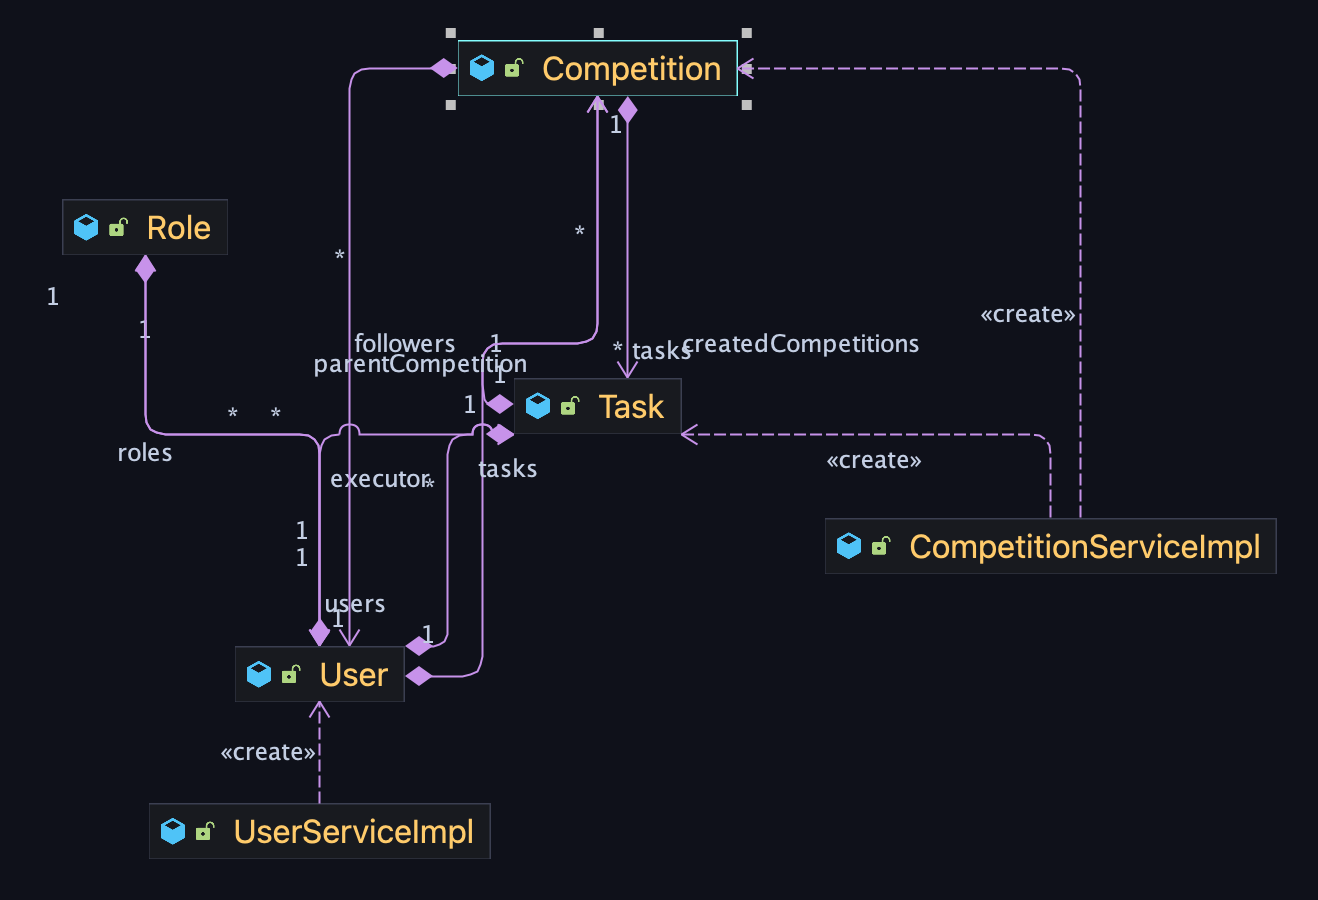 Competition
1
Role
*
*
1
«create»
1
followers
1
* tasks
createdCompetitions
parentCompetition
1
1
Task
* *
roles
«create»
tasks
executor
*
1
CompetitionServiceImpl
1
users
1
1
User
«create»
UserServiceImpl